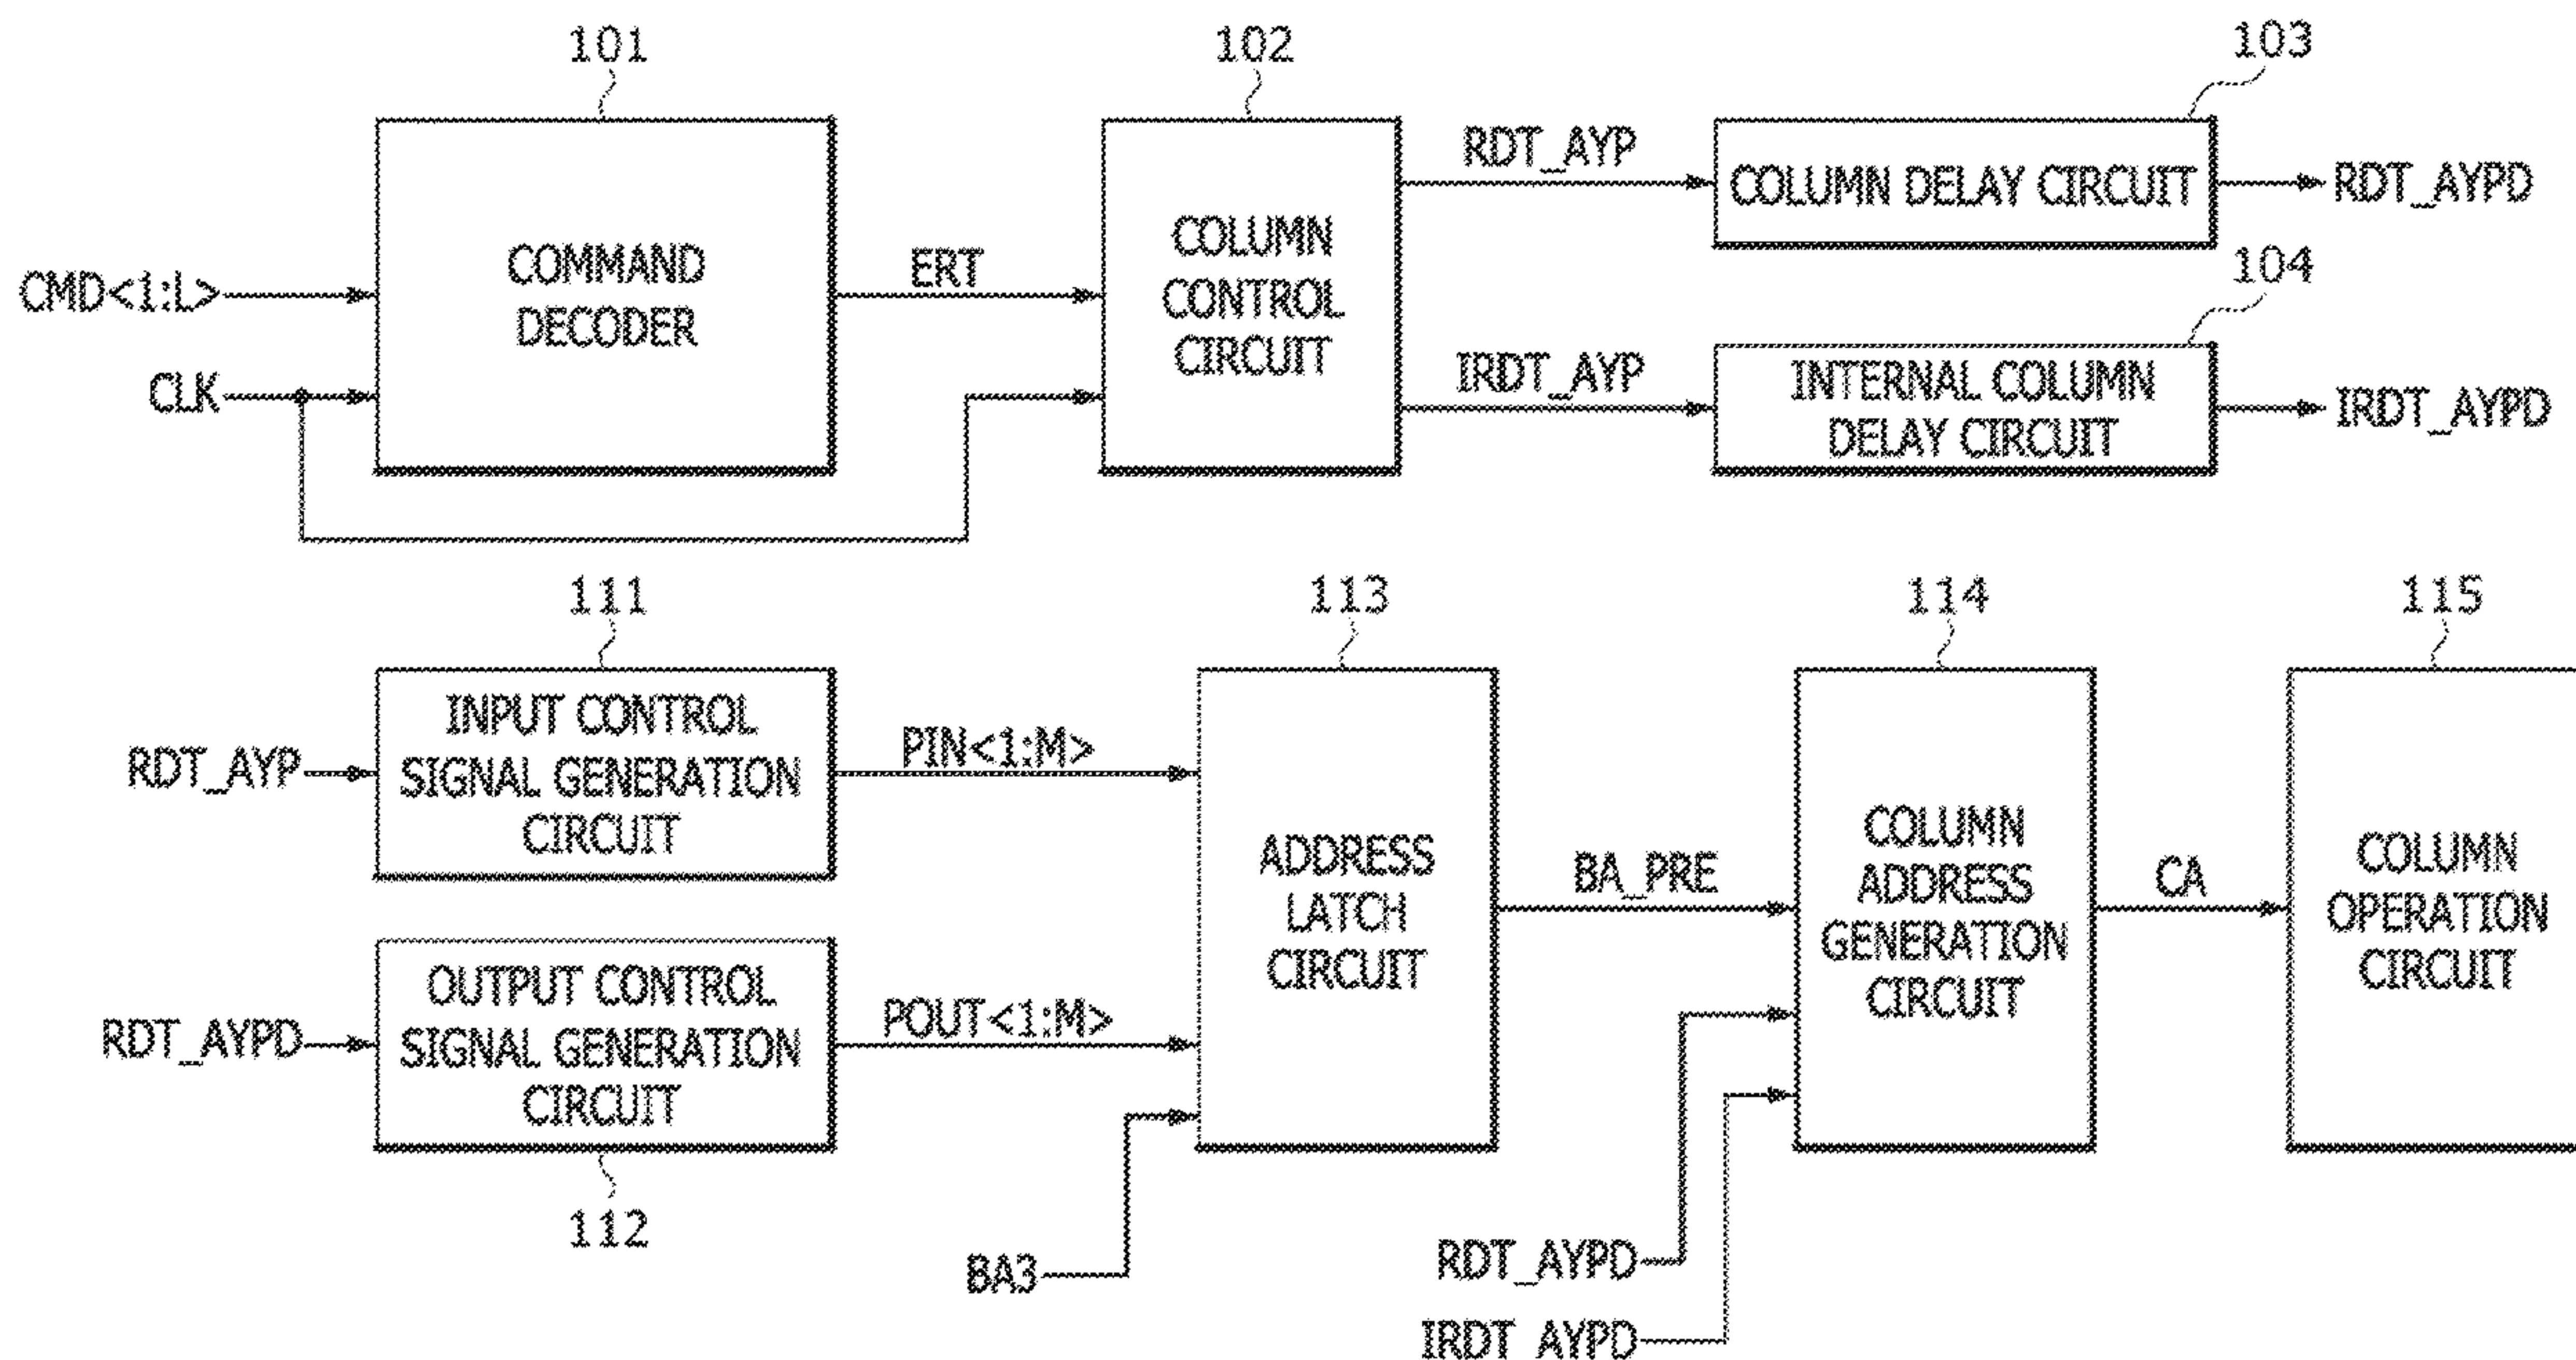 101
102
103
COMMAND
DECODER
COLUMN
CONTROL
CIRCUIT
COLUMN DELAY CIRCUIT
CMD<1:L>
CLK
ERT
RDT_AYP
RDT_AYPD
104
IRDT_AYP
INTERNAL COLUMN
DELAY CIRCUIT
IRDT_AYPD
111
113
114
115
RDT_AYP
INPUT CONTROL
SIGNAL GENERATION
CIRCUIT
PIN<1:M>
ADDRESS
LATCH
CIRCUIT
BA_PRE
COLUMN
ADDRESS
GENERATION
CIRCUIT
CA
COLUMN
OPERATION
CIRCUIT
RDT_AYPD
OUTPUT CONTROL
SIGNAL GENERATION
CIRCUIT
POUT<1:M>
112
BA3
RDT_AYPD
IRDT_AYPD